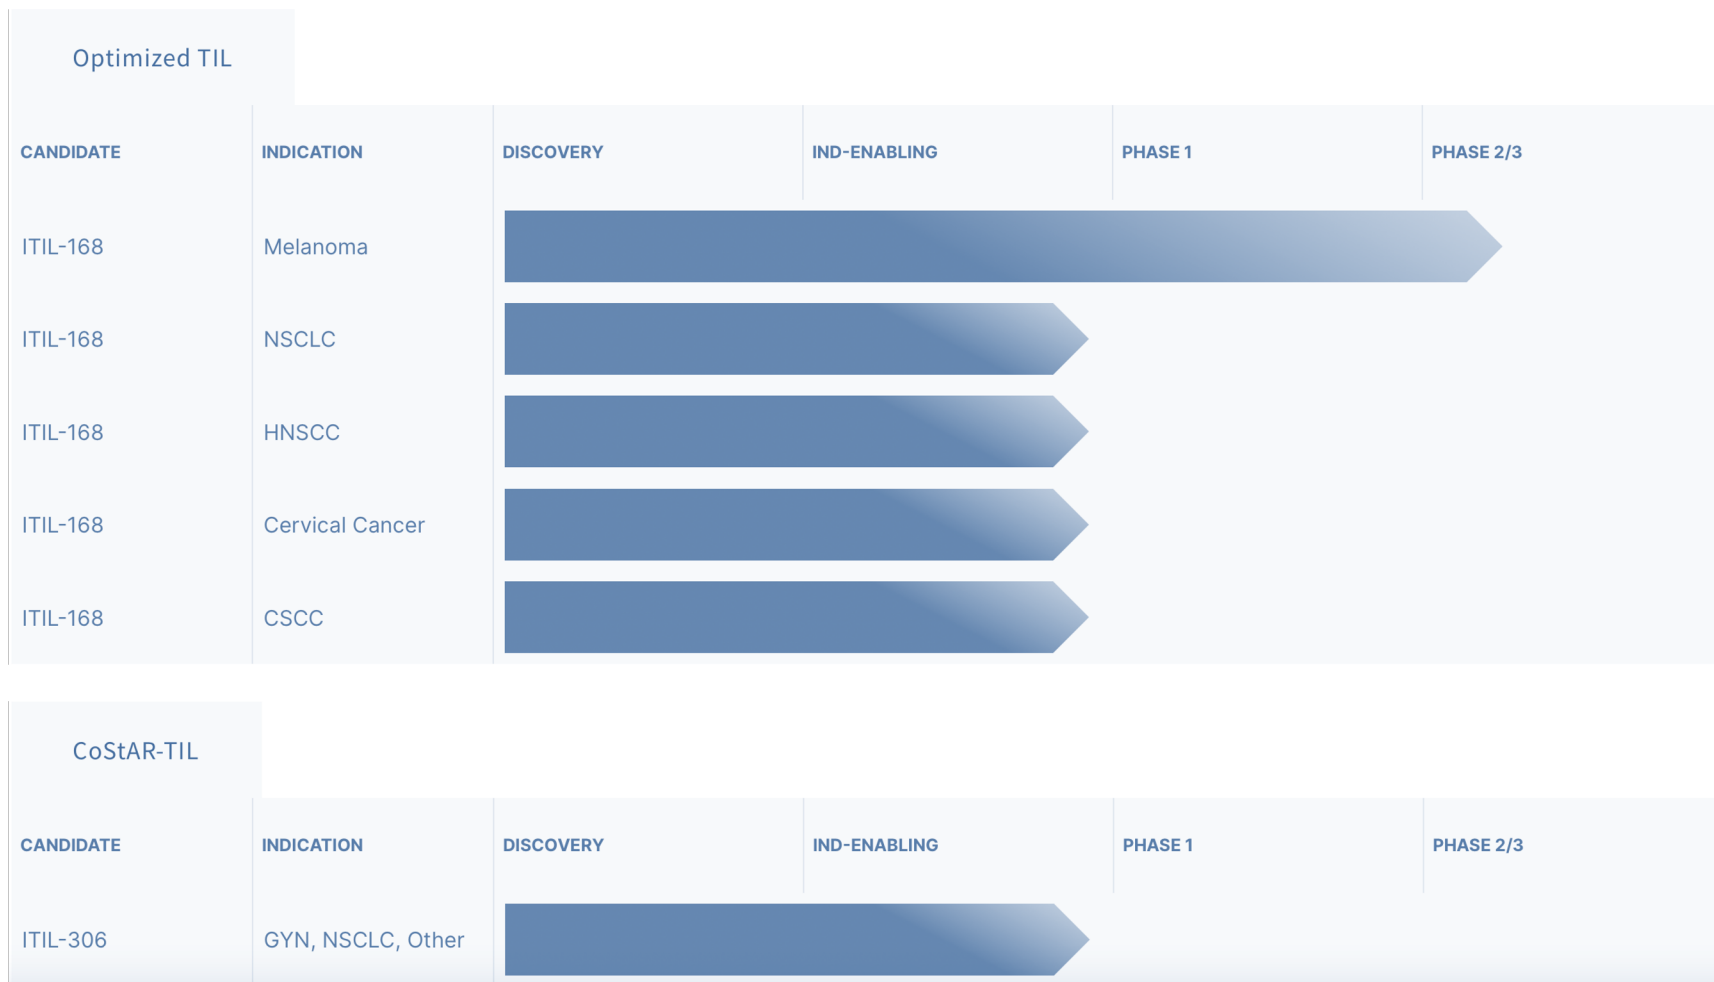 Optimized TIL
CANDIDATE INDICATION DISCOVERY IND-ENABLING PHASE 1 PHASE 2/3
ITIL-168 Melanoma
ITIL-168 NSCLC
ITIL-168 HNSCC
ITIL-168 Cervical Cancer
ITIL-168 CSCC
CoStAR-TIL
CANDIDATE INDICATION DISCOVERY IND-ENABLING PHASE 1 PHASE 2/3
ITIL-306 GYN, NSCLC, Other